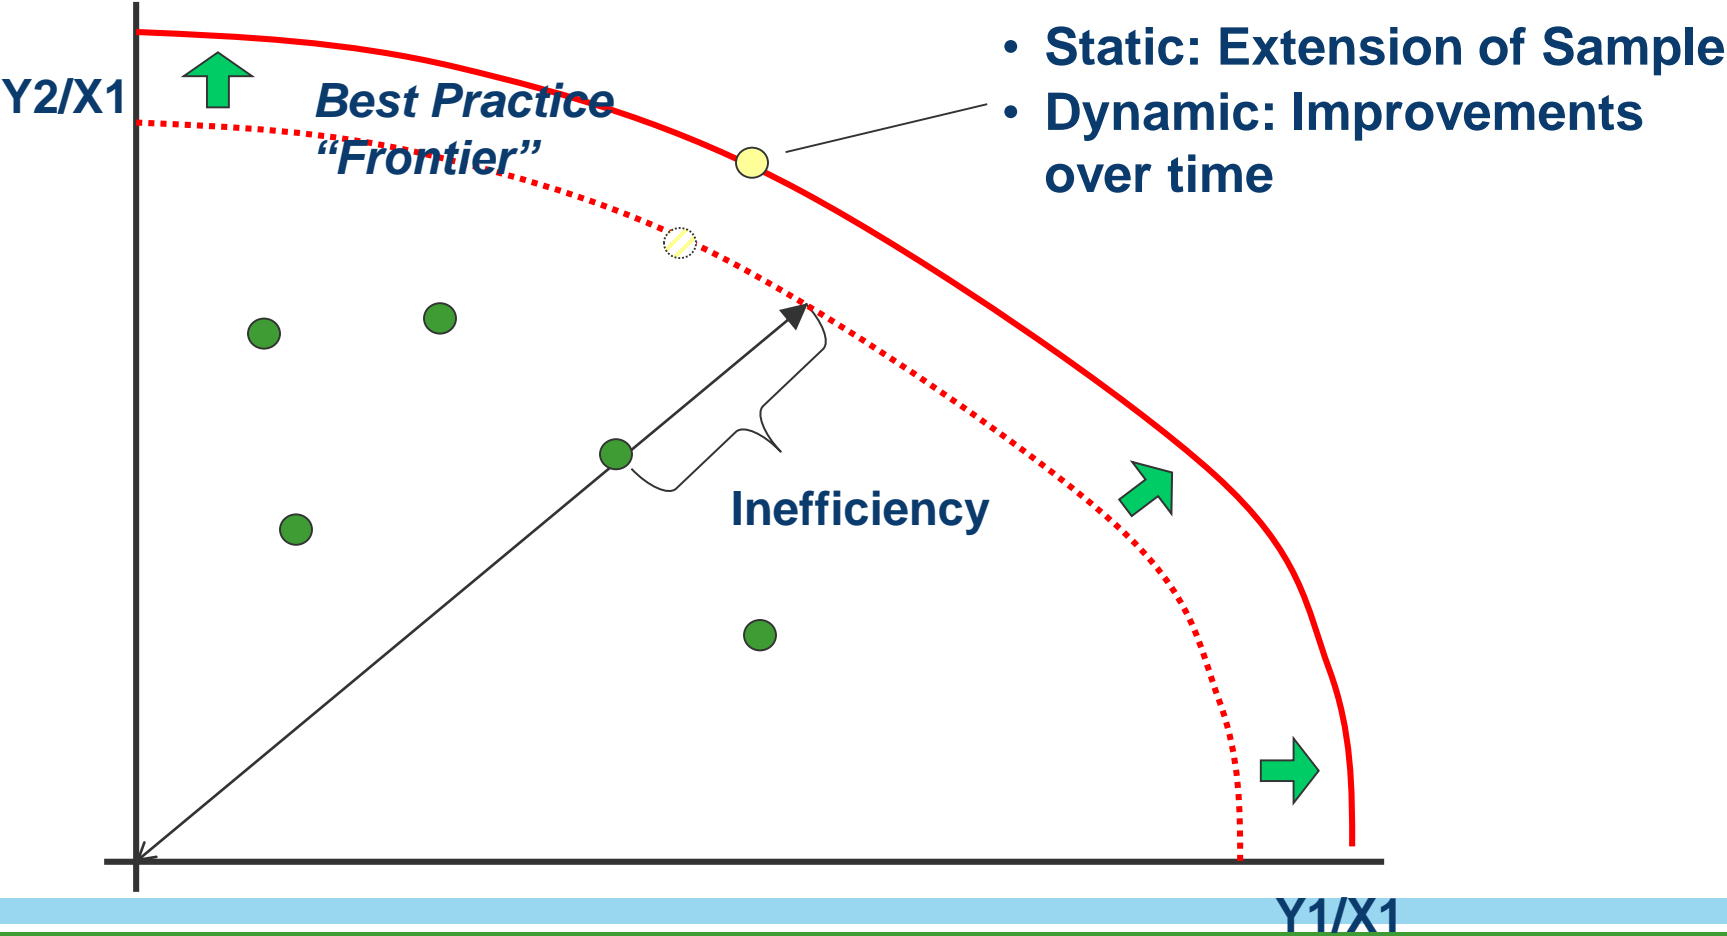 • Static: Extension of Sample
• Dynamic: Improvements
over time
Y2/X1
Best Practice
“Frontier”
Inefficiency
Y1/X1